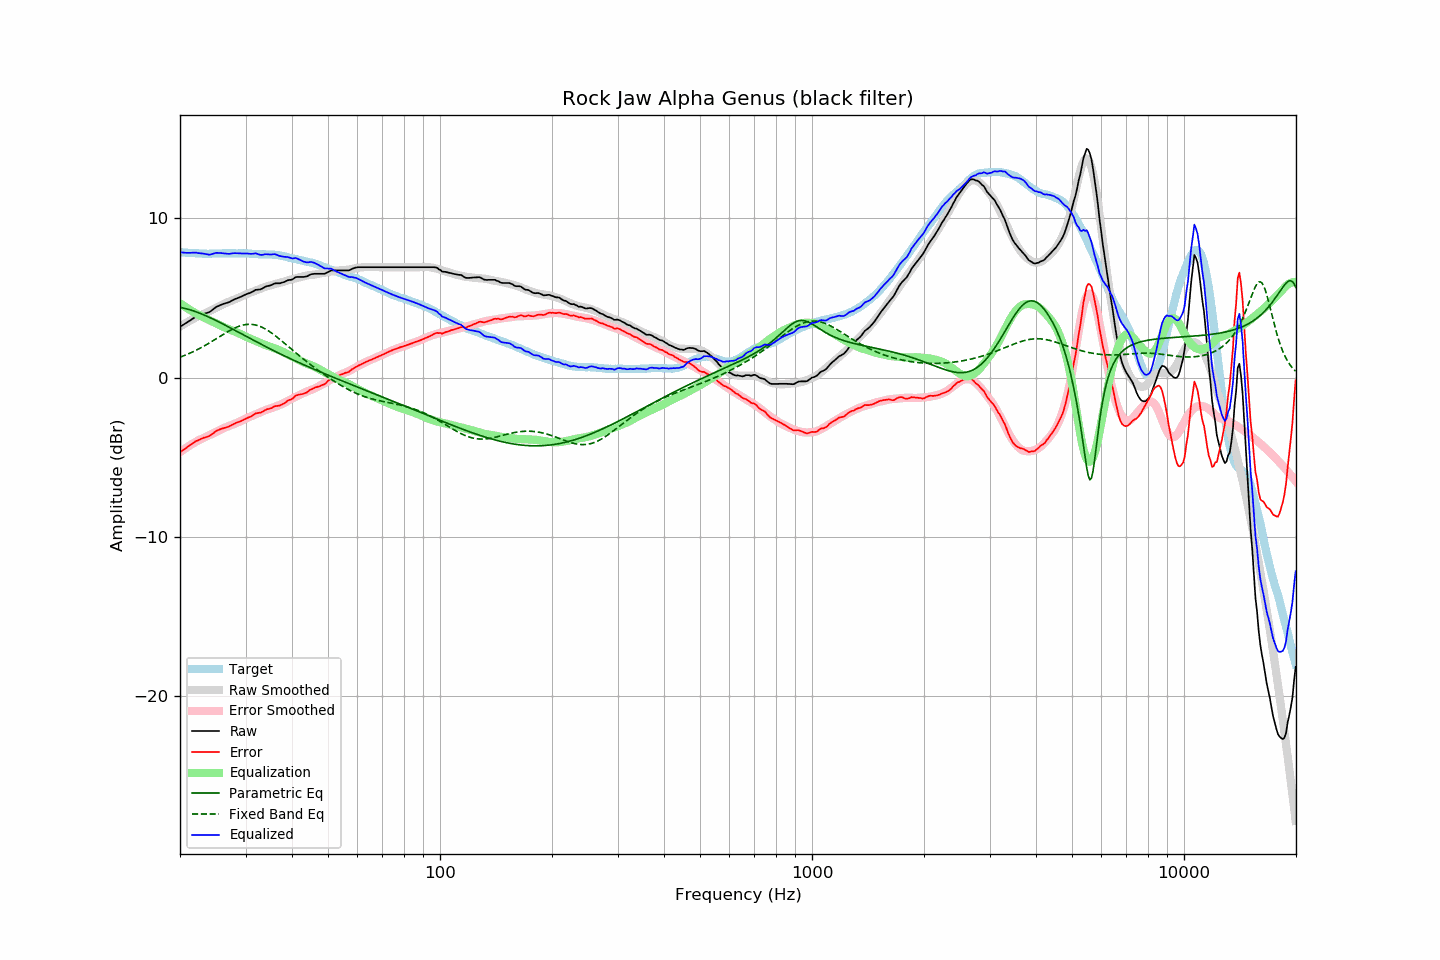 Rock Jaw Alpha Genus (black filter)
Amplitude (dBr)
10
0
−10
−20
Target
Raw Smoothed
Error Smoothed
Raw
Error
Equalization
Parametric Eq
Fixed Band Eq
Equalized
100
1000
10000
Frequency (Hz)